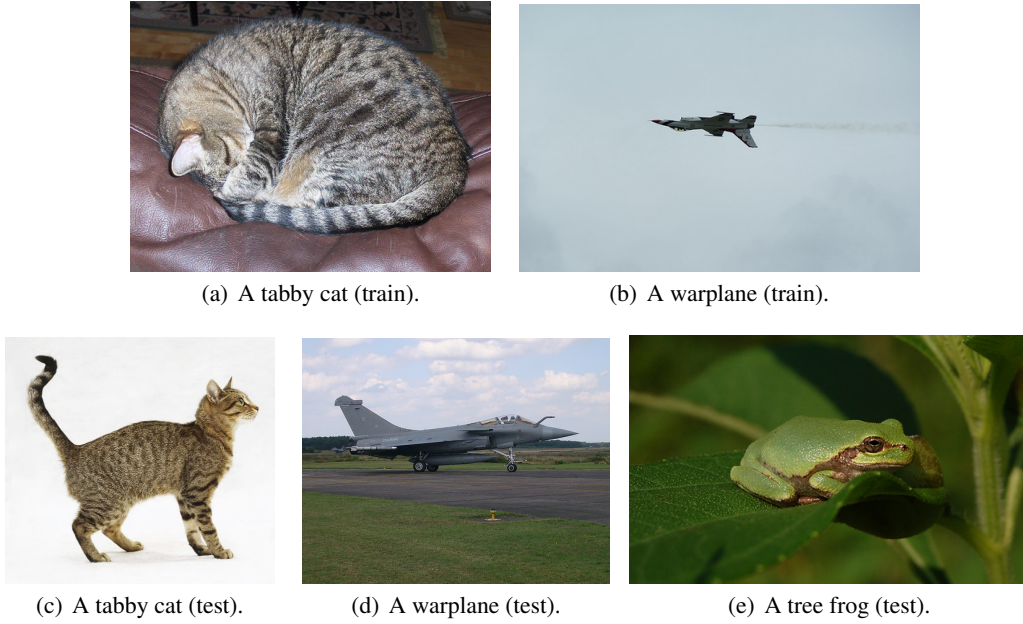 (a) A tabby cat (train).
(b) A warplane (train).
(c) A tabby cat (test).
(d) A warplane (test).
(e) A tree frog (test).